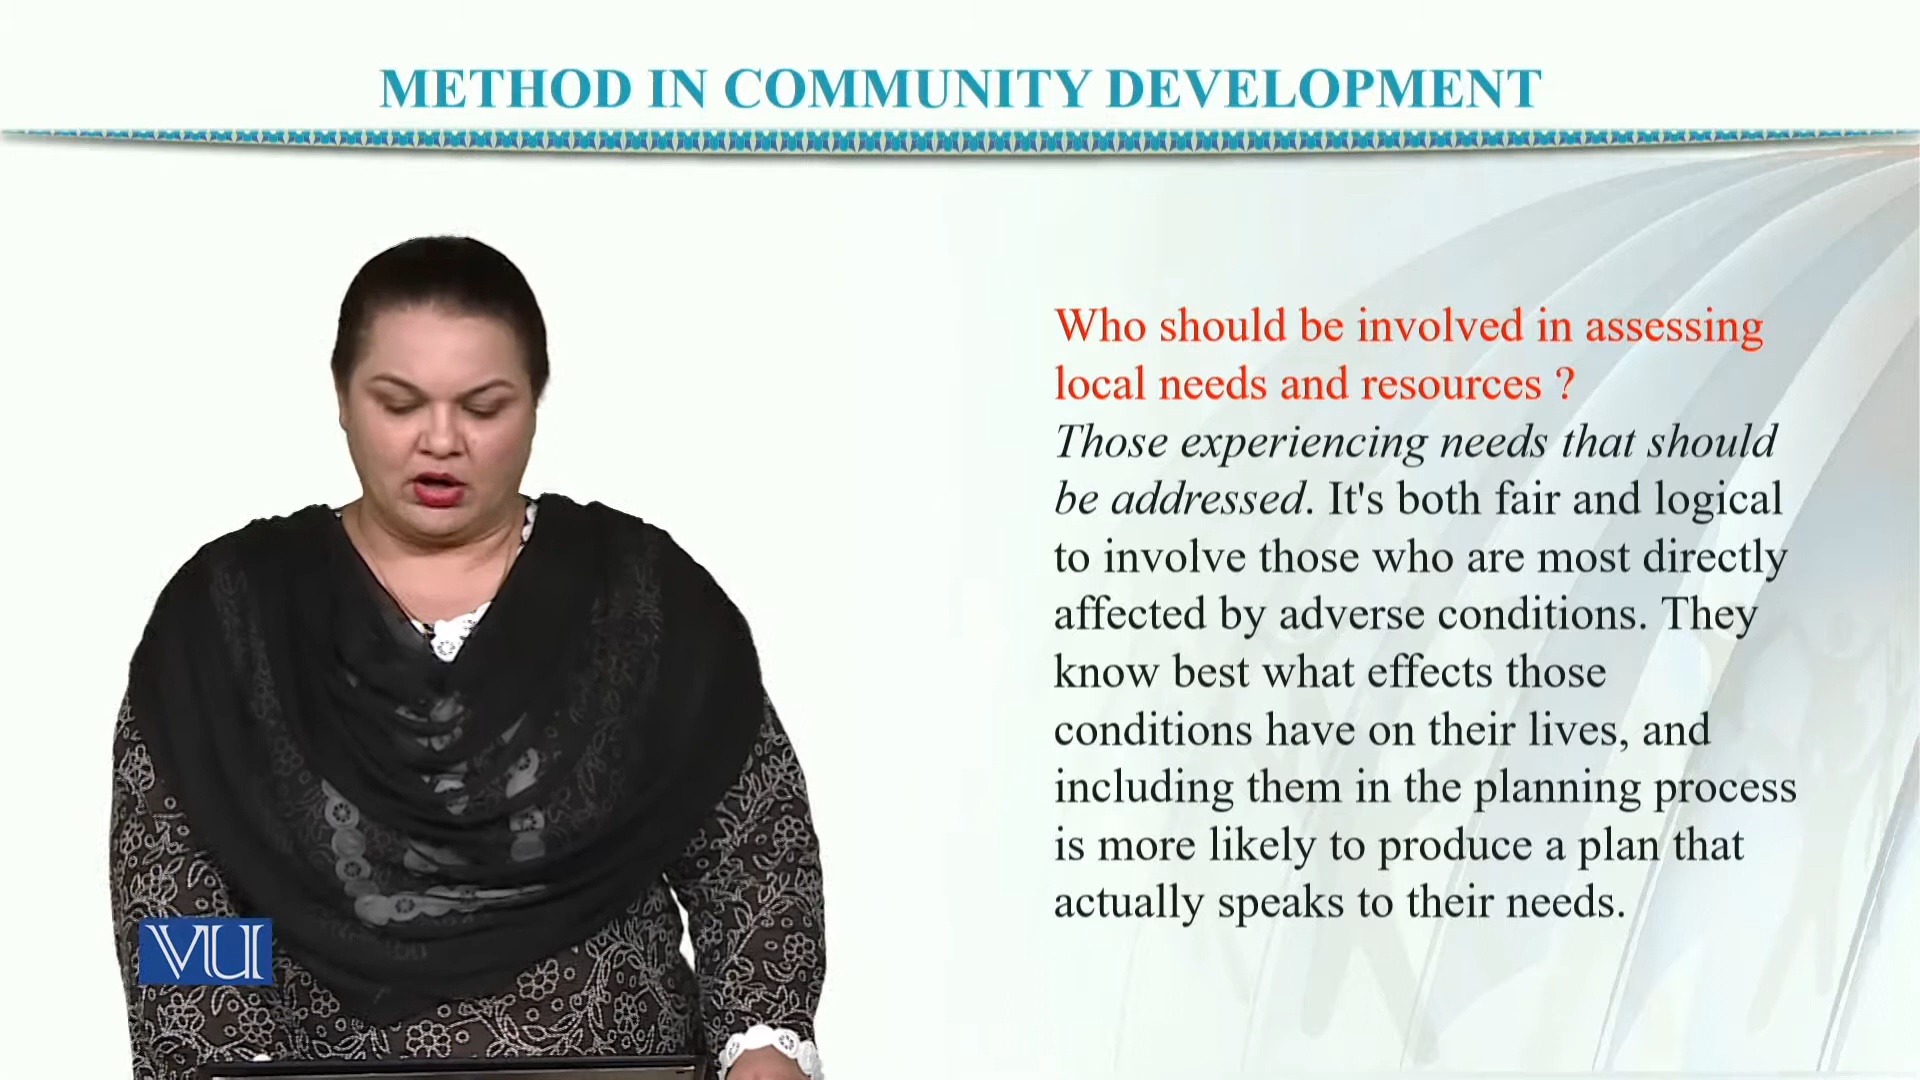 METHOD IN COMMUNITY DEVELOPMENT
Who should be involved in assessing
local needs and resources ?
Those experiencing needs that should
be addressed. It's both fair and logical
to involve those who are most directly
affected by adverse conditions. They
know best what effects those
conditions have on their lives, and
including them in the planning process
is more likely to produce a plan that
actually speaks to their needs.
VU